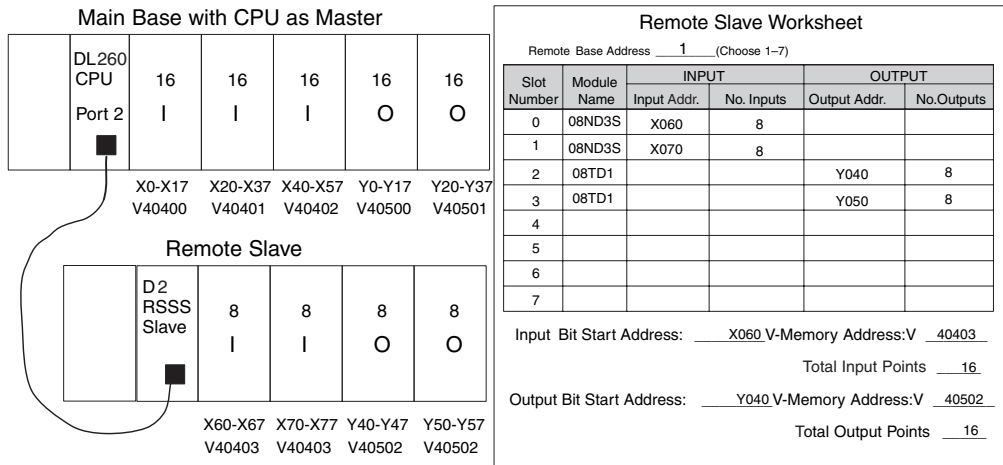 Main Base with CPU as Master
DL260
CPU
Port 2
16 16 16 16 16
I I I O O
X0-X17 X20-X37 X40-X57 Y0-Y17 Y20-Y37
V40400 V40401 V40402 V40500 V40501
Remote Slave
D2
RSSS
Slave
8 8 8 8
I I O O
X60-X67 X70-X77 Y40-Y47 Y50-Y57
V40403 V40403 V40502 V40502
Remote Slave Worksheet
Remote Base Address 1 (Choose 1–7)
Slot Number Module Name INPUT OUTPUT
Input Addr. No. Inputs Output Addr. No.Outputs
0 08ND3S X060 8
1 08ND3S X070 8
2 08TD1 Y040 8
3 08TD1 Y050 8
4
5
6
7
Input Bit Start Address: X060 V-Memory Address:V 40403
Total Input Points 16
Output Bit Start Address: Y040 V-Memory Address:V 40502
Total Output Points 16